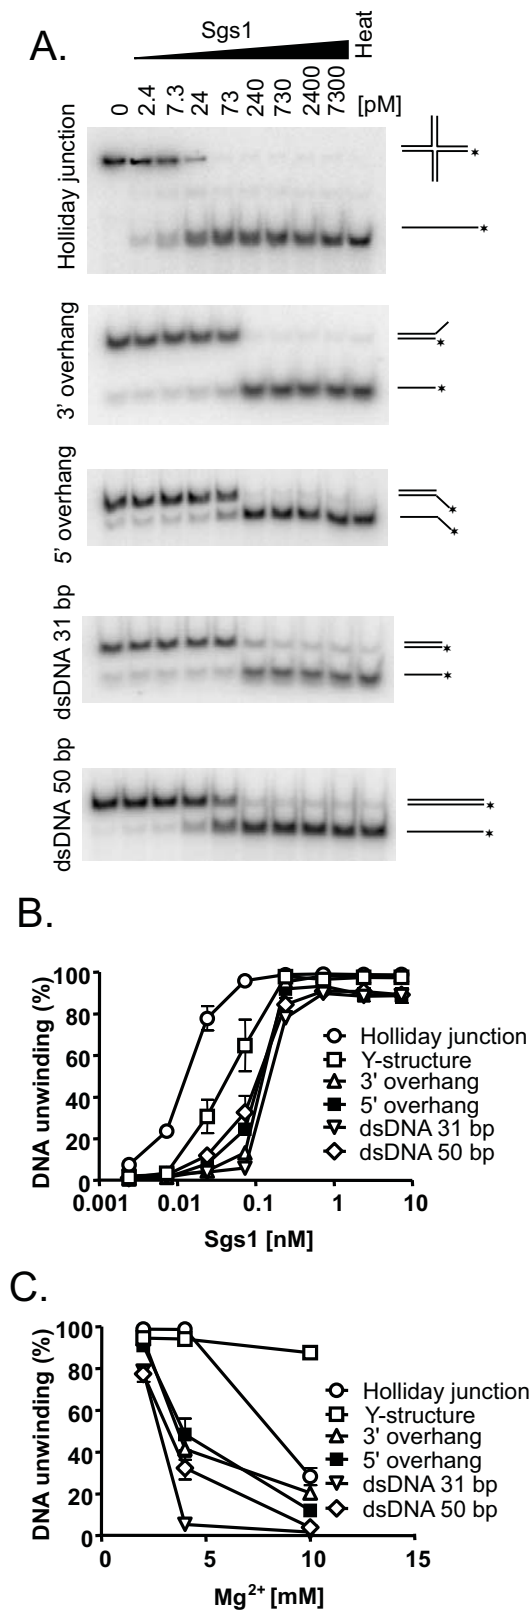 A.
Sgs1
Heat
0 2.4 7.3 24 73 240 730 2400 7300 [pM]
Holliday junction
3' overhang
5' overhang
dsDNA 31 bp
dsDNA 50 bp
B.
DNA unwinding (%)
100
80
60
40
20
0
0.001 0.01 0.1 1 10
Sgs1 [nM]
Holliday junction
Y-structure
3' overhang
5' overhang
dsDNA 31 bp
dsDNA 50 bp
C.
DNA unwinding (%)
100
80
60
40
20
0
0 5 10 15
Mg²⁺ [mM]
Holliday junction
Y-structure
3' overhang
5' overhang
dsDNA 31 bp
dsDNA 50 bp